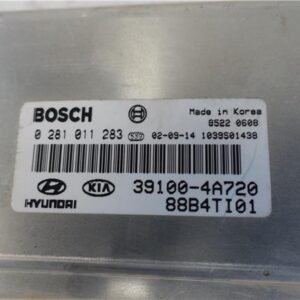 BOSCH
Made in Korea
8522 0608
0 281 011 283 02-09-14 1039S01438
HYUNDAI KIA 39100-4A720
88B4TI01